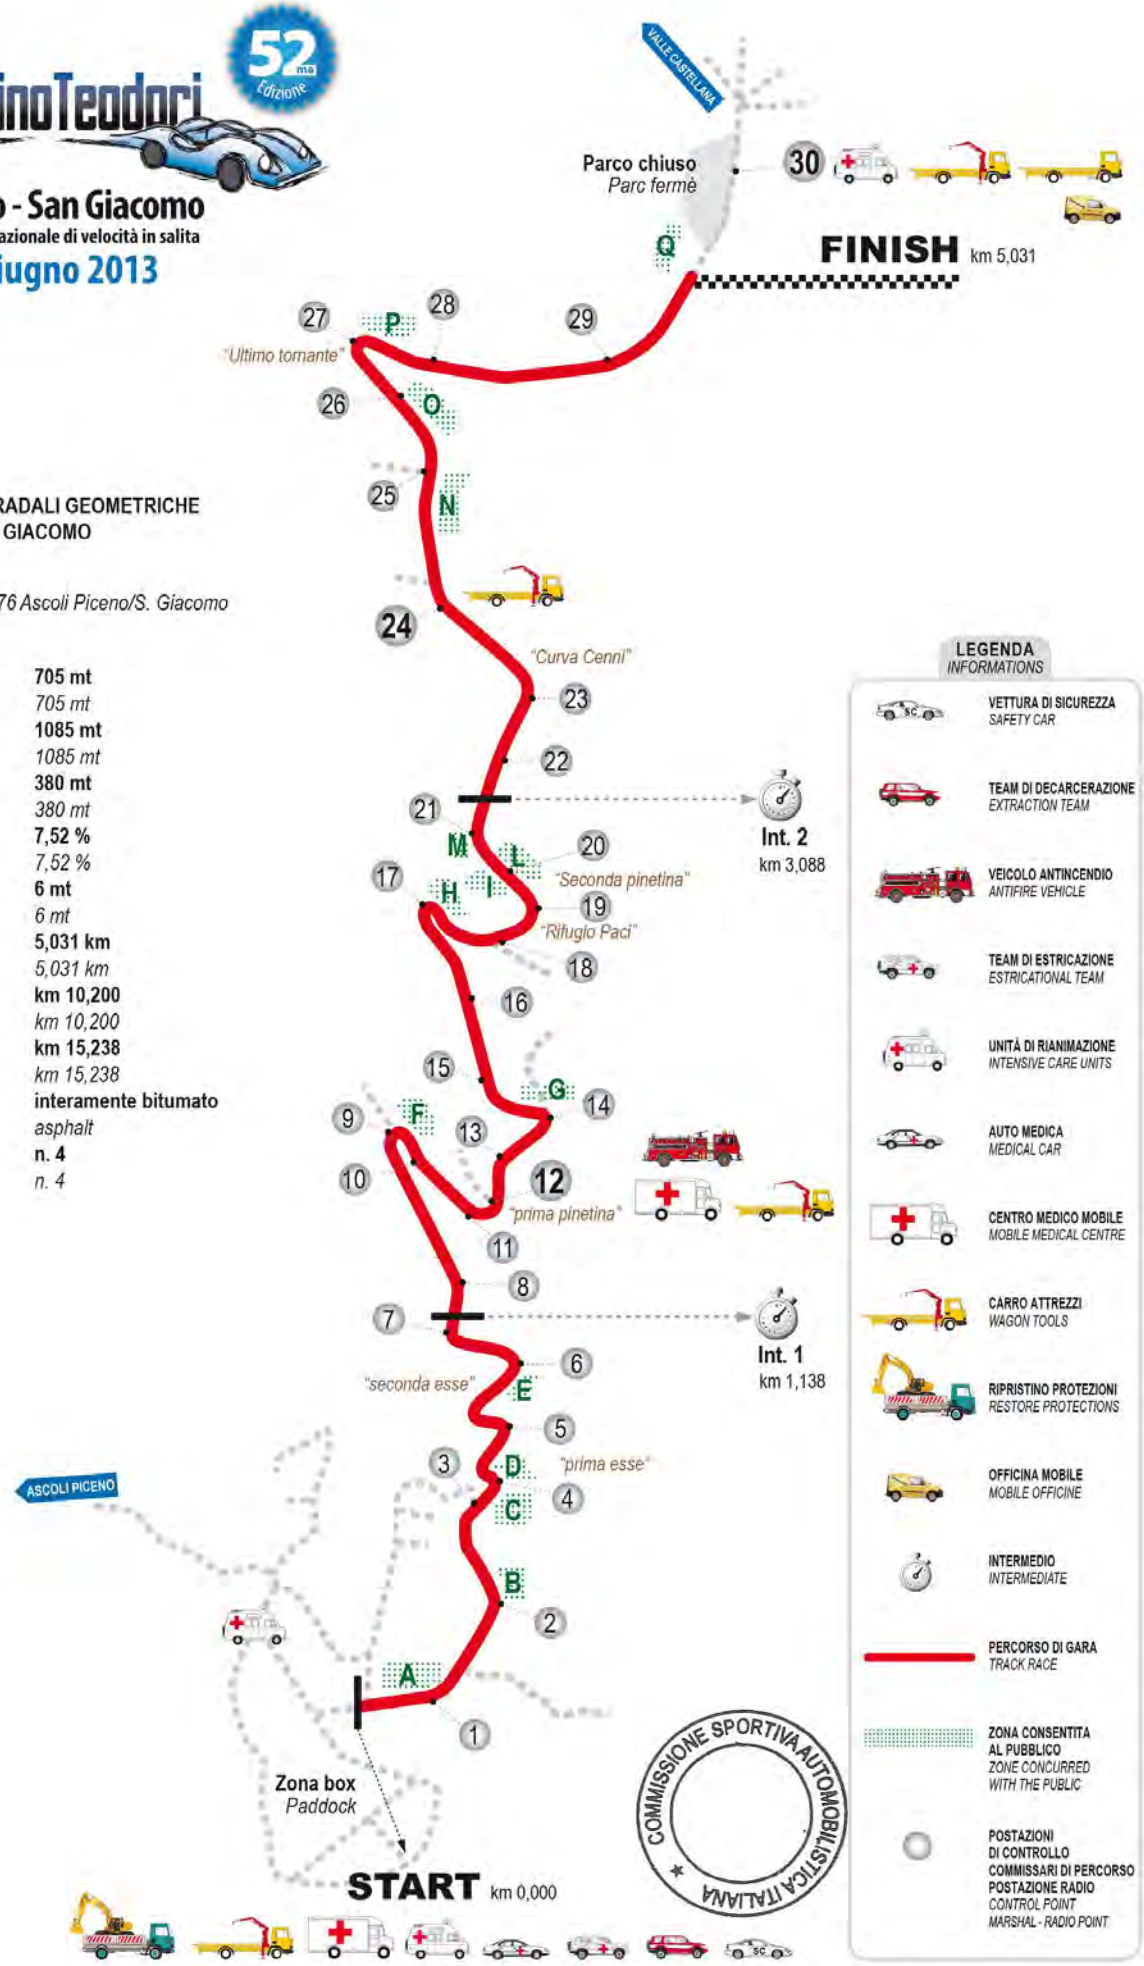 52ma
Edizione
inoTeodori
o - San Giacomo
azionale di velocità in salita
iugno 2013
VALLE CASTELLANA
Parco chiuso
Parc fermè
30
Q
FINISH km 5,031
27
P
28
29
"Ultimo tornante"
26
O
25
N
RADALI GEOMETRICHE
GIACOMO
76 Ascoli Piceno/S. Giacomo
24
"Curva Cenni"
23
22
21
M
L
20
Int. 2
km 3,088
17
H
I
"Seconda pinetina"
19
"Rifugio Paci"
18
16
15
G
14
9
F
13
10
12
"prima pinetina"
11
8
7
Int. 1
km 1,138
6
"seconda esse"
E
5
3
D
"prima esse"
4
C
B
2
A
1
705 mt
705 mt
1085 mt
1085 mt
380 mt
380 mt
7,52 %
7,52 %
6 mt
6 mt
5,031 km
5,031 km
km 10,200
km 10,200
km 15,238
km 15,238
interamente bitumato
asphalt
n. 4
n. 4
ASCOLI PICENO
Zona box
Paddock
START km 0,000
SC
COMMISSIONE SPORTIVA AUTOMOBILISTICA ITALIANA
LEGENDA
INFORMATIONS
SC
VETTURA DI SICUREZZA
SAFETY CAR
TEAM DI DECARCERAZIONE
EXTRACTION TEAM
VEICOLO ANTINCENDIO
ANTIFIRE VEHICLE
TEAM DI ESTRICAZIONE
ESTRICATIONAL TEAM
UNITÀ DI RIANIMAZIONE
INTENSIVE CARE UNITS
AUTO MEDICA
MEDICAL CAR
CENTRO MEDICO MOBILE
MOBILE MEDICAL CENTRE
CARRO ATTREZZI
WAGON TOOLS
RIPRISTINO PROTEZIONI
RESTORE PROTECTIONS
OFFICINA MOBILE
MOBILE OFFICINE
INTERMEDIO
INTERMEDIATE
PERCORSO DI GARA
TRACK RACE
ZONA CONSENTITA
AL PUBBLICO
ZONE CONCURRED
WITH THE PUBLIC
POSTAZIONI
DI CONTROLLO
COMMISSARI DI PERCORSO
POSTAZIONE RADIO
CONTROL POINT
MARSHAL - RADIO POINT